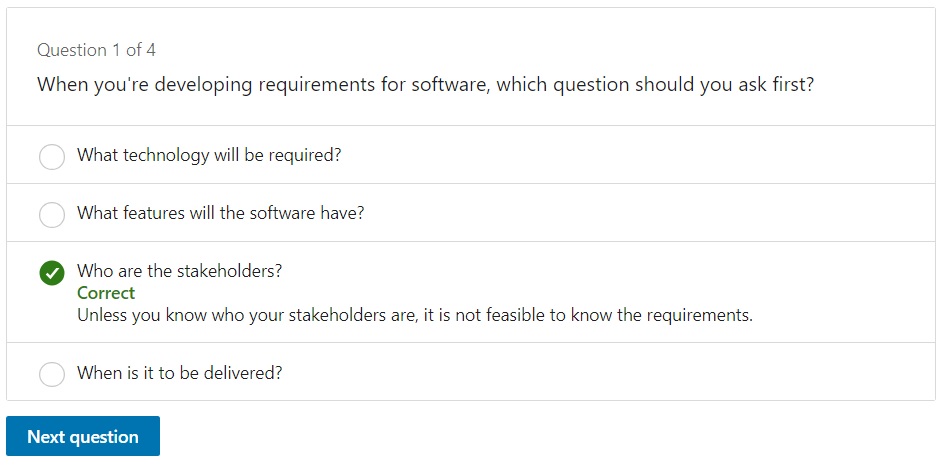 Question 1 of 4
When you're developing requirements for software, which question should you ask first?
What technology will be required?
What features will the software have?
Who are the stakeholders?
Correct
Unless you know who your stakeholders are, it is not feasible to know the requirements.
When is it to be delivered?
Next question